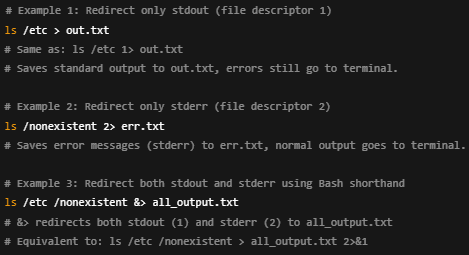 # Example 1: Redirect only stdout (file descriptor 1)
ls /etc > out.txt
# Same as: ls /etc 1> out.txt
# Saves standard output to out.txt, errors still go to terminal.
# Example 2: Redirect only stderr (file descriptor 2)
ls /nonexistent 2> err.txt
# Saves error messages (stderr) to err.txt, normal output goes to terminal.
# Example 3: Redirect both stdout and stderr using Bash shorthand
ls /etc /nonexistent &> all_output.txt
# &> redirects both stdout (1) and stderr (2) to all_output.txt
# Equivalent to: ls /etc /nonexistent > all_output.txt 2>&1